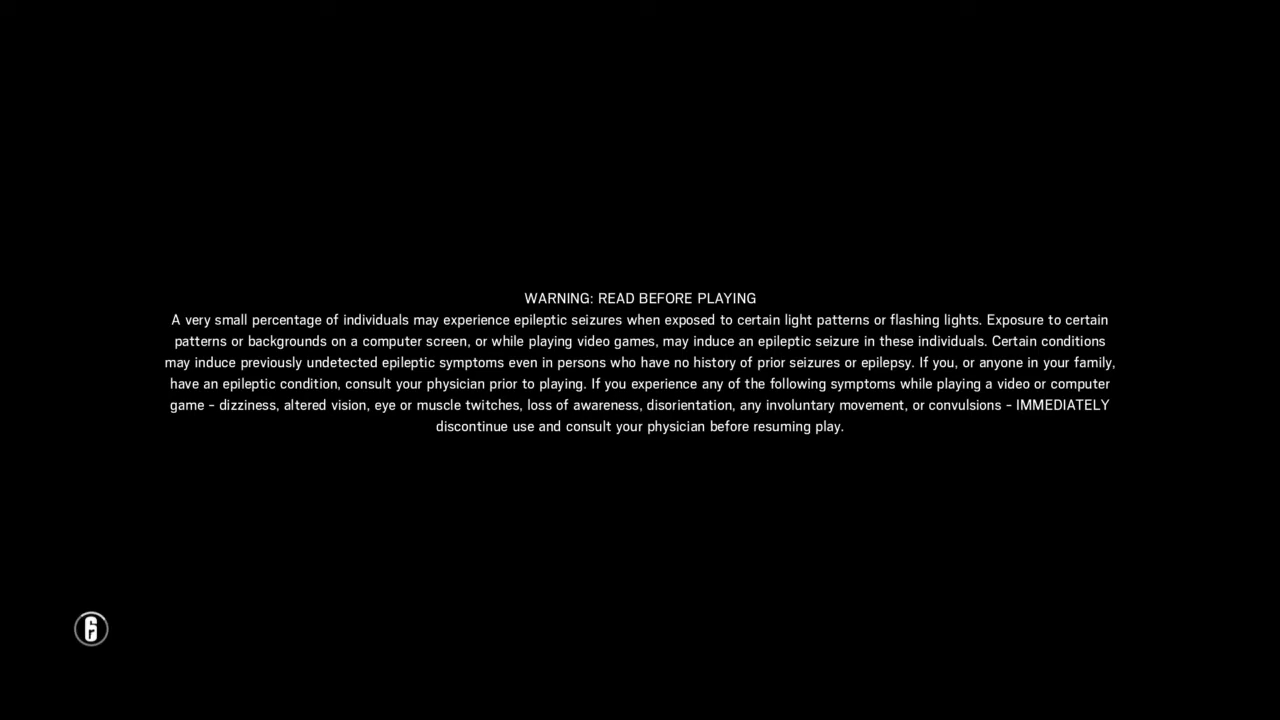 WARNING: READ BEFORE PLAYING
A very small percentage of individuals may experience epileptic seizures when exposed to certain light patterns or flashing lights. Exposure to certain
patterns or backgrounds on a computer screen, or while playing video games, may induce an epileptic seizure in these individuals. Certain conditions
may induce previously undetected epileptic symptoms even in persons who have no history of prior seizures or epilepsy. If you, or anyone in your family,
have an epileptic condition, consult your physician prior to playing. If you experience any of the following symptoms while playing a video or computer
game - dizziness, altered vision, eye or muscle twitches, loss of awareness, disorientation, any involuntary movement, or convulsions - IMMEDIATELY
discontinue use and consult your physician before resuming play.
6